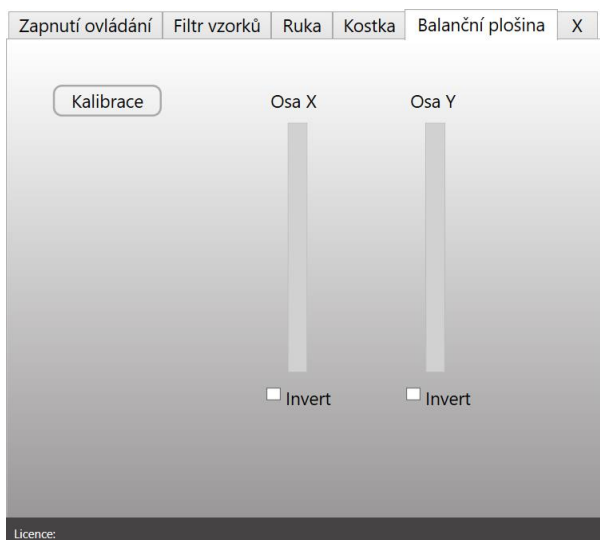 Zapnutí ovládání Filtr vzorků Ruka Kostka Balanční plošina X
Kalibrace Osa X Osa Y
Invert Invert
Licence: